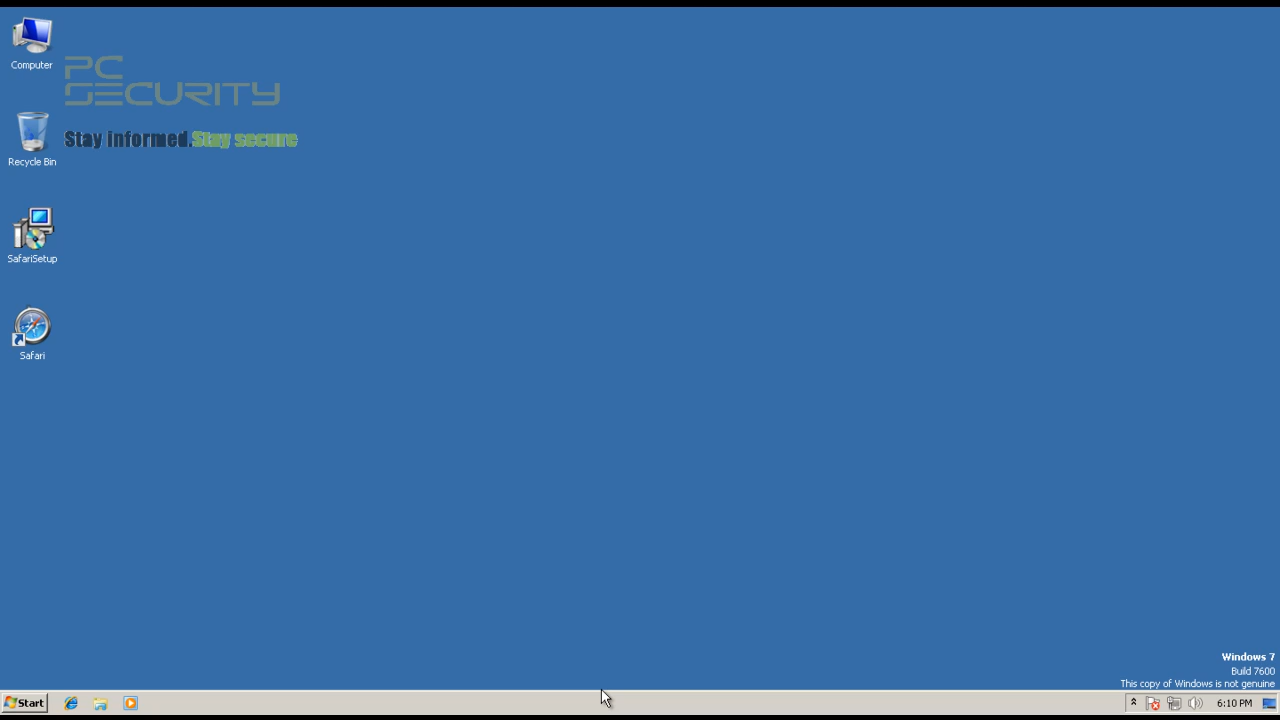 Computer
PC
SECURITY
Stay informed.Stay secure
Recycle Bin
SafariSetup
Safari
Windows 7
Build 7600
This copy of Windows is not genuine
Start
6:10 PM